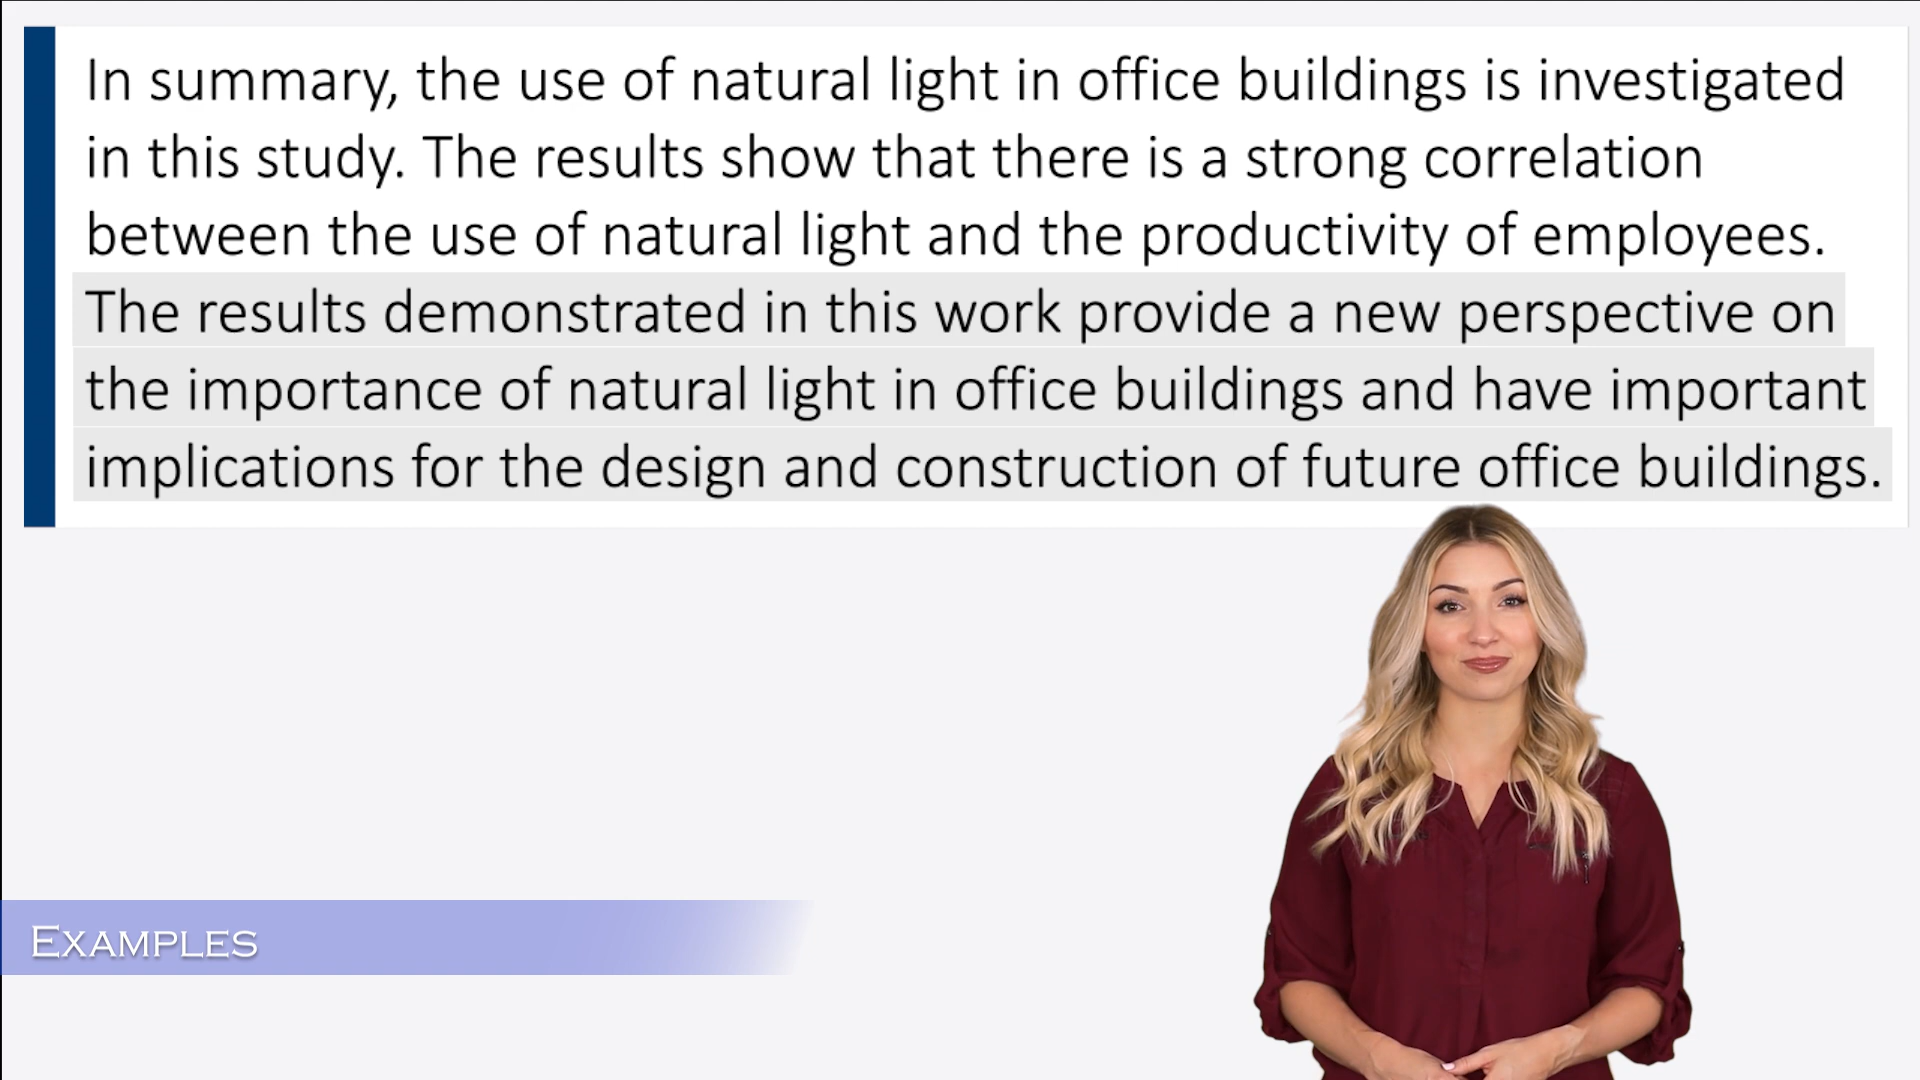 In summary, the use of natural light in office buildings is investigated
in this study. The results show that there is a strong correlation
between the use of natural light and the productivity of employees.
The results demonstrated in this work provide a new perspective on
the importance of natural light in office buildings and have important
implications for the design and construction of future office buildings.
Examples